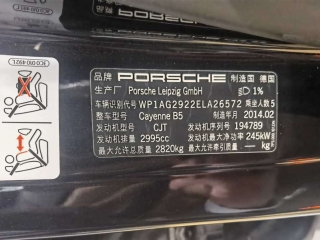 品牌 PORSCHE 制造国 德国
生产厂 Porsche Leipzig GmbH 1%
车辆识别代号 WP1AG2922ELA26572 乘坐人数 5
整车型号 Cayenne B5 制造年月 2014.02
发动机型号 CJT 发动机序号 194789
发动机排量 2995cc 发动机最大净功率 245kW
最大允许总质量 2820kg 最大允许牵引质量 — kg